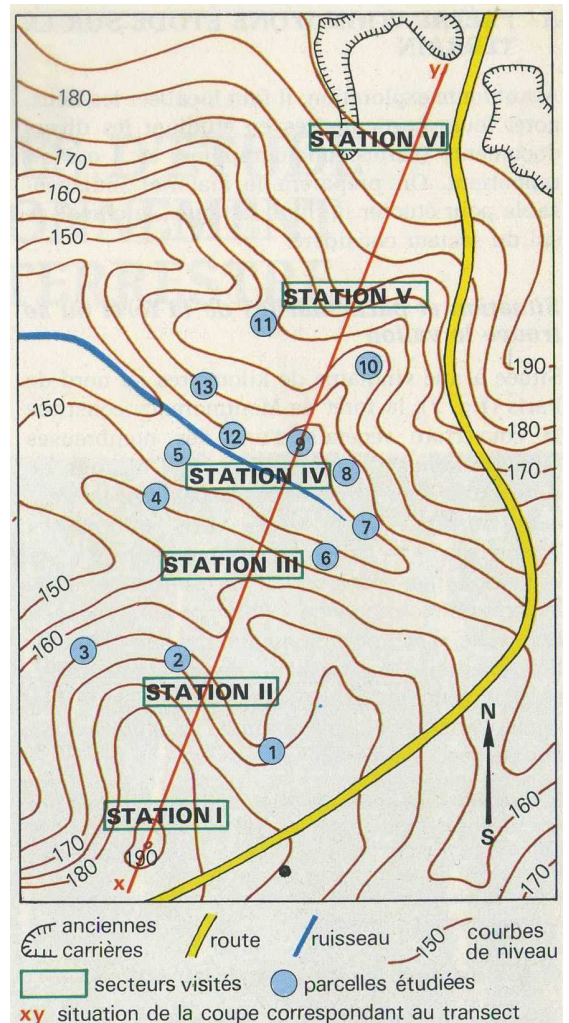 180
170
160
150
y
STATION VI
STATION V
11
10
190
180
170
13
150
12
9
5
8
STATION IV
4
7
6
STATION III
150
160
3
2
STATION II
1
N
S
STATION I
190
170
180
x
160
170
anciennes
carrières
route
ruisseau
150
courbes
de niveau
secteurs visités
parcelles étudiées
xy situation de la coupe correspondant au transect